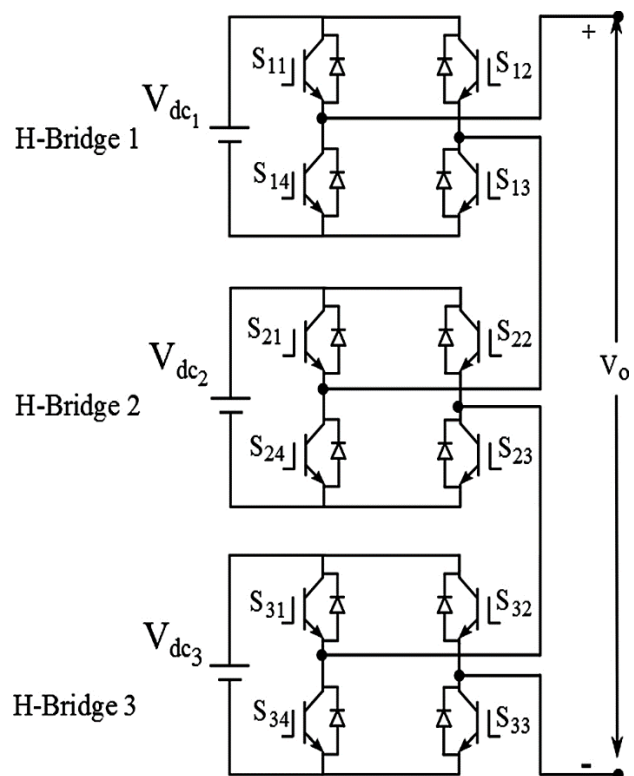 +
S11 S12
Vdc1
H-Bridge 1
S14 S13
S21 S22
Vdc2
Vo
H-Bridge 2
S24 S23
S31 S32
Vdc3
H-Bridge 3
S34 S33
-